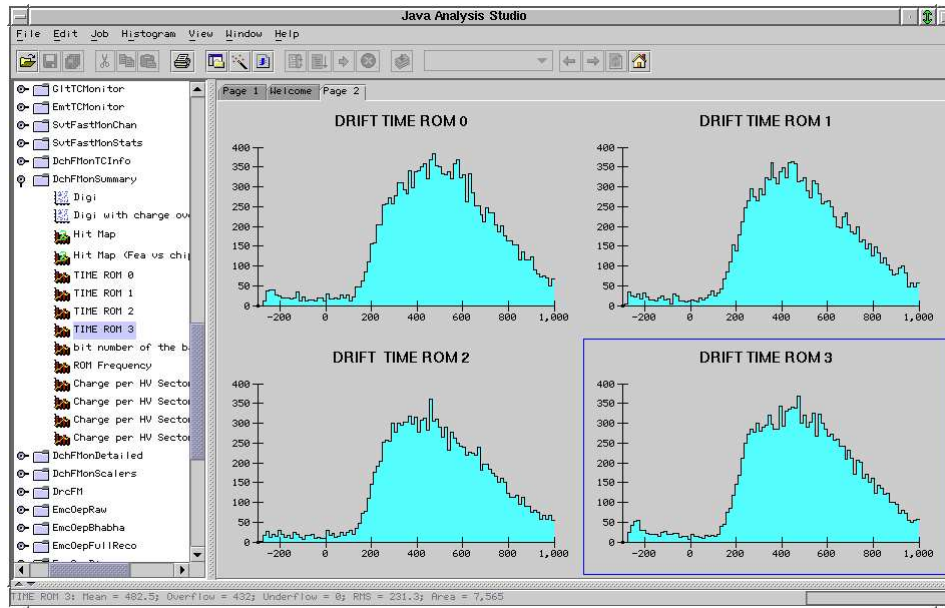 Java Analysis Studio
File Edit Job Histogram View Window Help
GltTCMonitor
EmtTCMonitor
SvtFastMonChan
SvtFastMonStats
DchFMonTCInfo
DchFMonSummary
Digi
Digi with charge ov
Hit Map
Hit Map (Fea vs chip
TIME ROM 0
TIME ROM 1
TIME ROM 2
TIME ROM 3
bit number of the b
ROM Frequency
Charge per HV Sector
Charge per HV Sector
Charge per HV Sector
Charge per HV Sector
DchFMonDetailed
DchFMonScalers
DrcFM
EmcOepRaw
EmcOepBhabha
EmcOepFullReco
Page 1 Welcome Page 2
DRIFT TIME ROM 0
400
350
300
250
200
150
100
50
0
-200 0 200 400 600 800 1,000
DRIFT TIME ROM 1
400
350
300
250
200
150
100
50
0
-200 0 200 400 600 800 1,000
DRIFT TIME ROM 2
400
350
300
250
200
150
100
50
0
-200 0 200 400 600 800 1,000
DRIFT TIME ROM 3
400
350
300
250
200
150
100
50
0
-200 0 200 400 600 800 1,000
TIME ROM 3: Mean = 482.5; Overflow = 432; Underflow = 0; RMS = 231.3; Area = 7,565